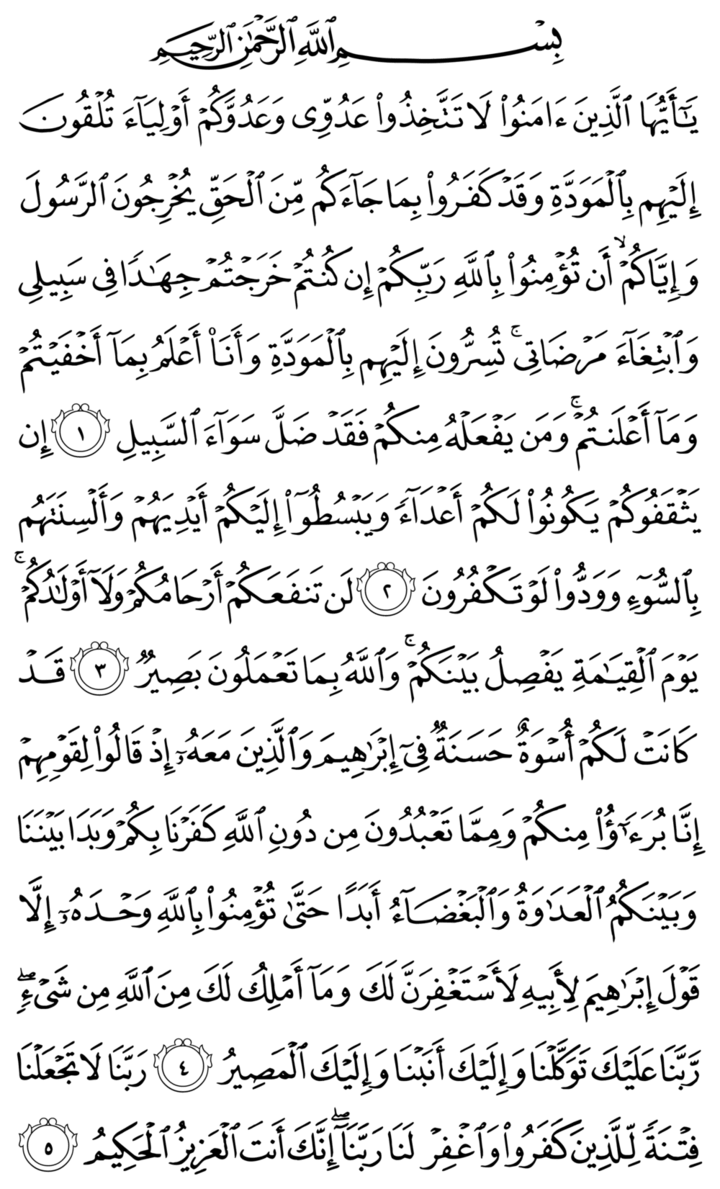 بِسْمِ ٱللَّهِ ٱلرَّحْمَٰنِ ٱلرَّحِيمِ
يَـٰٓأَيُّهَا ٱلَّذِينَ ءَامَنُوا۟ لَا تَتَّخِذُوا۟ عَدُوِّى وَعَدُوَّكُمْ أَوْلِيَآءَ تُلْقُونَ
إِلَيْهِم بِٱلْمَوَدَّةِ وَقَدْ كَفَرُوا۟ بِمَا جَآءَكُم مِّنَ ٱلْحَقِّ يُخْرِجُونَ ٱلرَّسُولَ
وَإِيَّاكُمْ ۙ أَن تُؤْمِنُوا۟ بِٱللَّهِ رَبِّكُمْ إِن كُنتُمْ خَرَجْتُمْ جِهَـٰدًا فِى سَبِيلِى
وَٱبْتِغَآءَ مَرْضَاتِى ۚ تُسِرُّونَ إِلَيْهِم بِٱلْمَوَدَّةِ وَأَنَا۠ أَعْلَمُ بِمَآ أَخْفَيْتُمْ
وَمَآ أَعْلَنتُمْ ۚ وَمَن يَفْعَلْهُ مِنكُمْ فَقَدْ ضَلَّ سَوَآءَ ٱلسَّبِيلِ ١ إِن
يَثْقَفُوكُمْ يَكُونُوا۟ لَكُمْ أَعْدَآءً وَيَبْسُطُوٓا۟ إِلَيْكُمْ أَيْدِيَهُمْ وَأَلْسِنَتَهُم
بِٱلسُّوٓءِ وَوَدُّوا۟ لَوْ تَكْفُرُونَ ٢ لَن تَنفَعَكُمْ أَرْحَامُكُمْ وَلَآ أَوْلَـٰدُكُمْ ۚ
يَوْمَ ٱلْقِيَـٰمَةِ يَفْصِلُ بَيْنَكُمْ ۚ وَٱللَّهُ بِمَا تَعْمَلُونَ بَصِيرٌ ٣ قَدْ
كَانَتْ لَكُمْ أُسْوَةٌ حَسَنَةٌ فِىٓ إِبْرَٰهِيمَ وَٱلَّذِينَ مَعَهُۥٓ إِذْ قَالُوا۟ لِقَوْمِهِمْ
إِنَّا بُرَءَٰٓؤُا۟ مِنكُمْ وَمِمَّا تَعْبُدُونَ مِن دُونِ ٱللَّهِ كَفَرْنَا بِكُمْ وَبَدَا بَيْنَنَا
وَبَيْنَكُمُ ٱلْعَدَٰوَةُ وَٱلْبَغْضَآءُ أَبَدًا حَتَّىٰ تُؤْمِنُوا۟ بِٱللَّهِ وَحْدَهُۥٓ إِلَّا
قَوْلَ إِبْرَٰهِيمَ لِأَبِيهِ لَأَسْتَغْفِرَنَّ لَكَ وَمَآ أَمْلِكُ لَكَ مِنَ ٱللَّهِ مِن شَىْءٍ ۖ
رَّبَّنَا عَلَيْكَ تَوَكَّلْنَا وَإِلَيْكَ أَنَبْنَا وَإِلَيْكَ ٱلْمَصِيرُ ٤ رَبَّنَا لَا تَجْعَلْنَا
فِتْنَةً لِّلَّذِينَ كَفَرُوا۟ وَٱغْفِرْ لَنَا رَبَّنَآ ۖ إِنَّكَ أَنتَ ٱلْعَزِيزُ ٱلْحَكِيمُ ٥